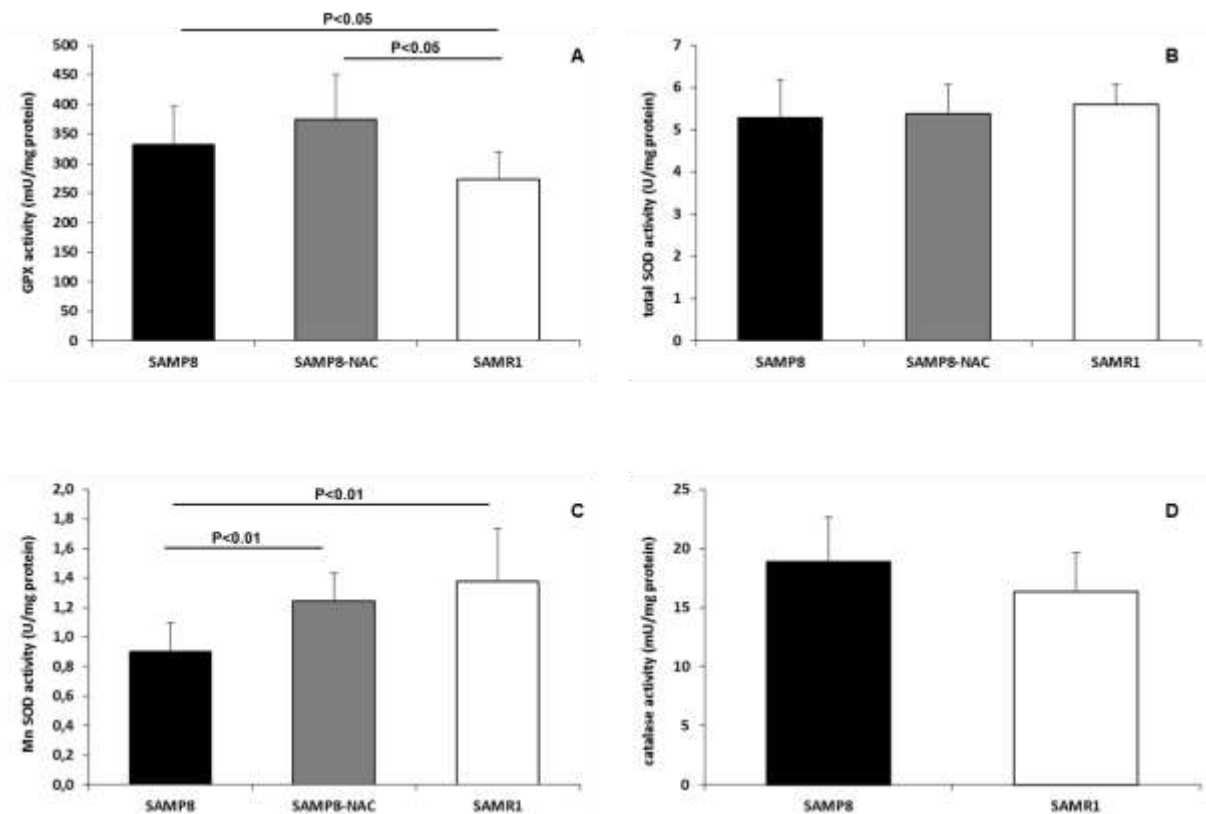 P<0.05
P<0.05
A
500
450
400
350
300
250
200
150
100
50
0
GPX activity (mU/mg protein)
SAMP8
SAMP8-NAC
SAMR1
B
7
6
5
4
3
2
1
0
total SOD activity (U/mg protein)
SAMP8
SAMP8-NAC
SAMR1
P<0.01
P<0.01
C
2,0
1,8
1,6
1,4
1,2
1,0
0,8
0,6
0,4
0,2
0,0
Mn SOD activity (U/mg protein)
SAMP8
SAMP8-NAC
SAMR1
D
25
20
15
10
5
0
catalase activity (mU/mg protein)
SAMP8
SAMR1